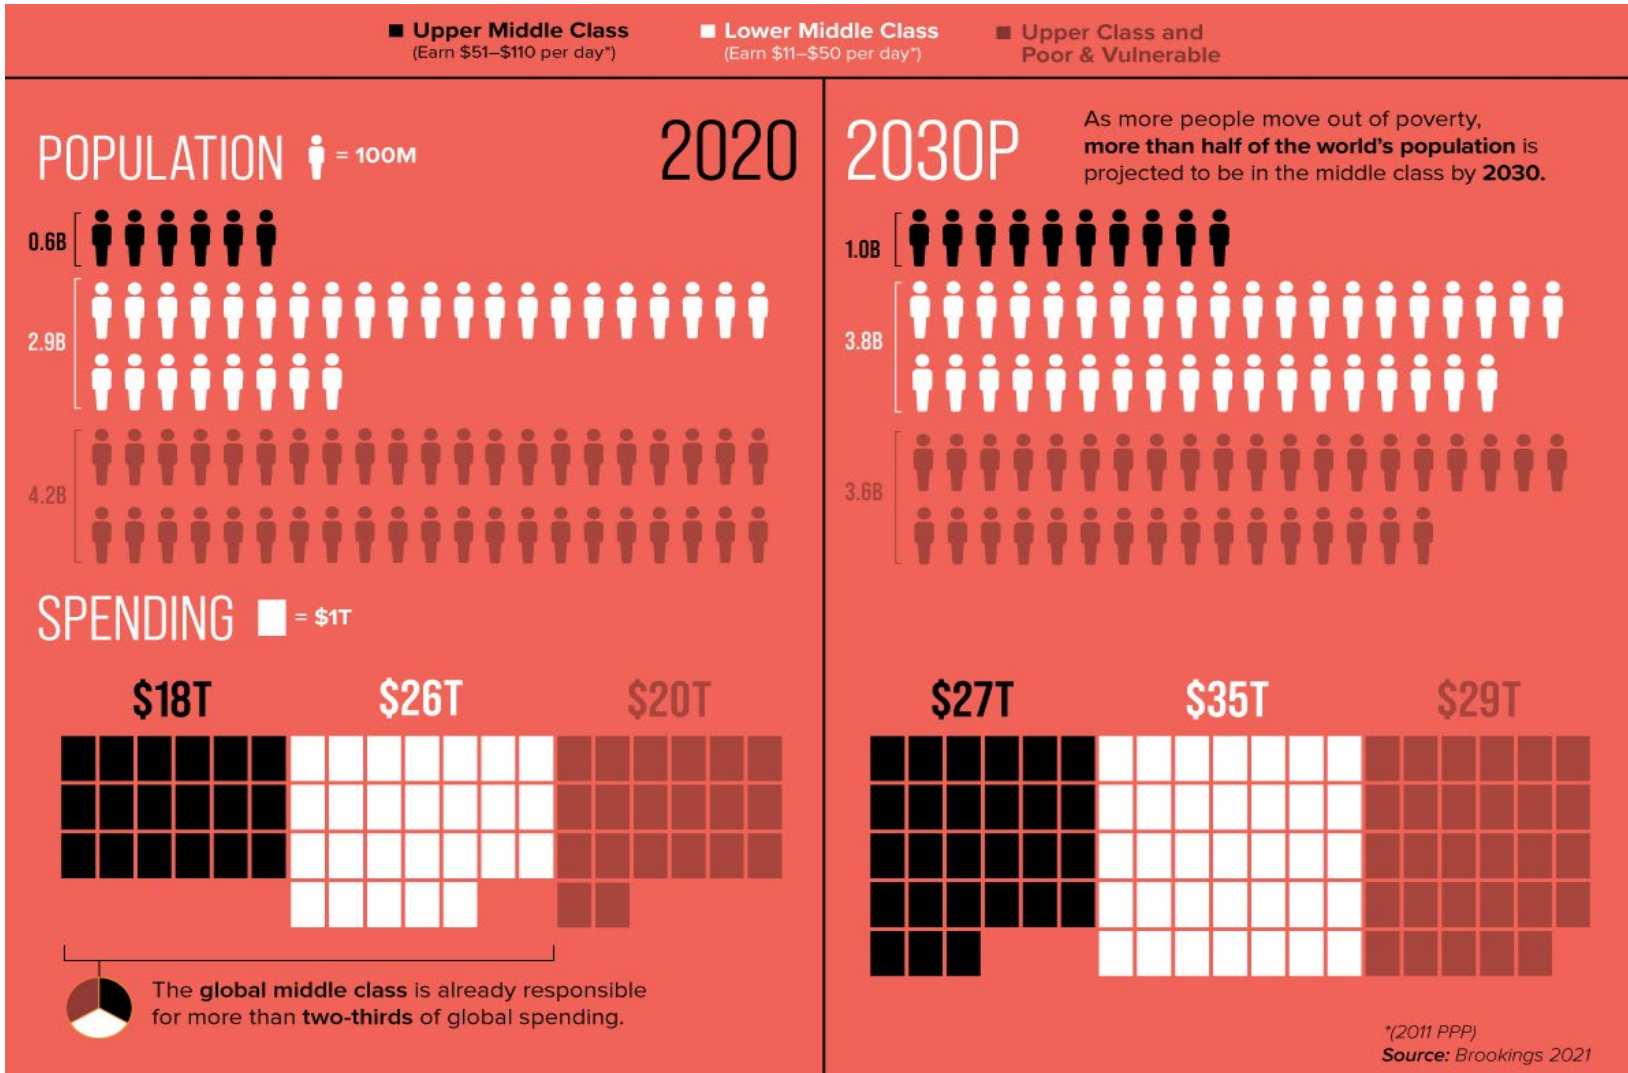 Upper Middle Class
(Earn $51–$110 per day*)
Lower Middle Class
(Earn $11–$50 per day*)
Upper Class and
Poor & Vulnerable
POPULATION = 100M
2020
0.6B
2.9B
4.2B
2030P
As more people move out of poverty,
more than half of the world's population is
projected to be in the middle class by 2030.
1.0B
3.8B
3.6B
SPENDING = $1T
$18T $26T $20T
$27T $35T $29T
The global middle class is already responsible
for more than two-thirds of global spending.
*(2011 PPP)
Source: Brookings 2021